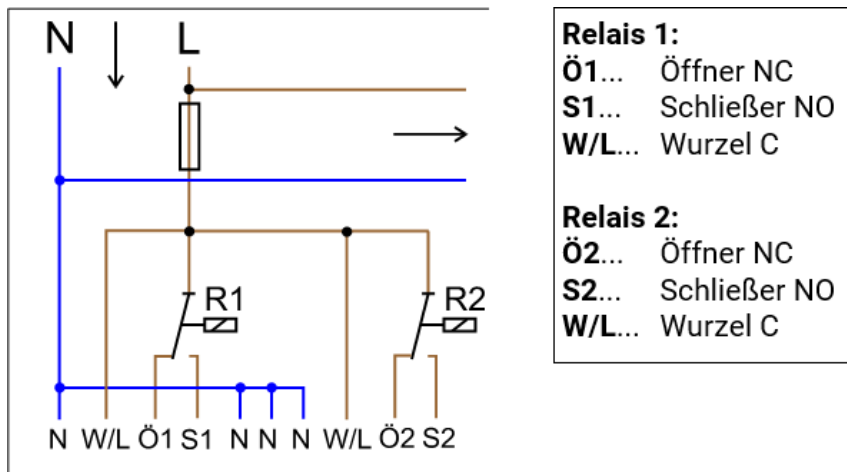 N L
R1 R2
N W/L Ö1 S1 N N N W/L Ö2 S2
Relais 1:
Ö1... Öffner NC
S1... Schließer NO
W/L... Wurzel C
Relais 2:
Ö2... Öffner NC
S2... Schließer NO
W/L... Wurzel C